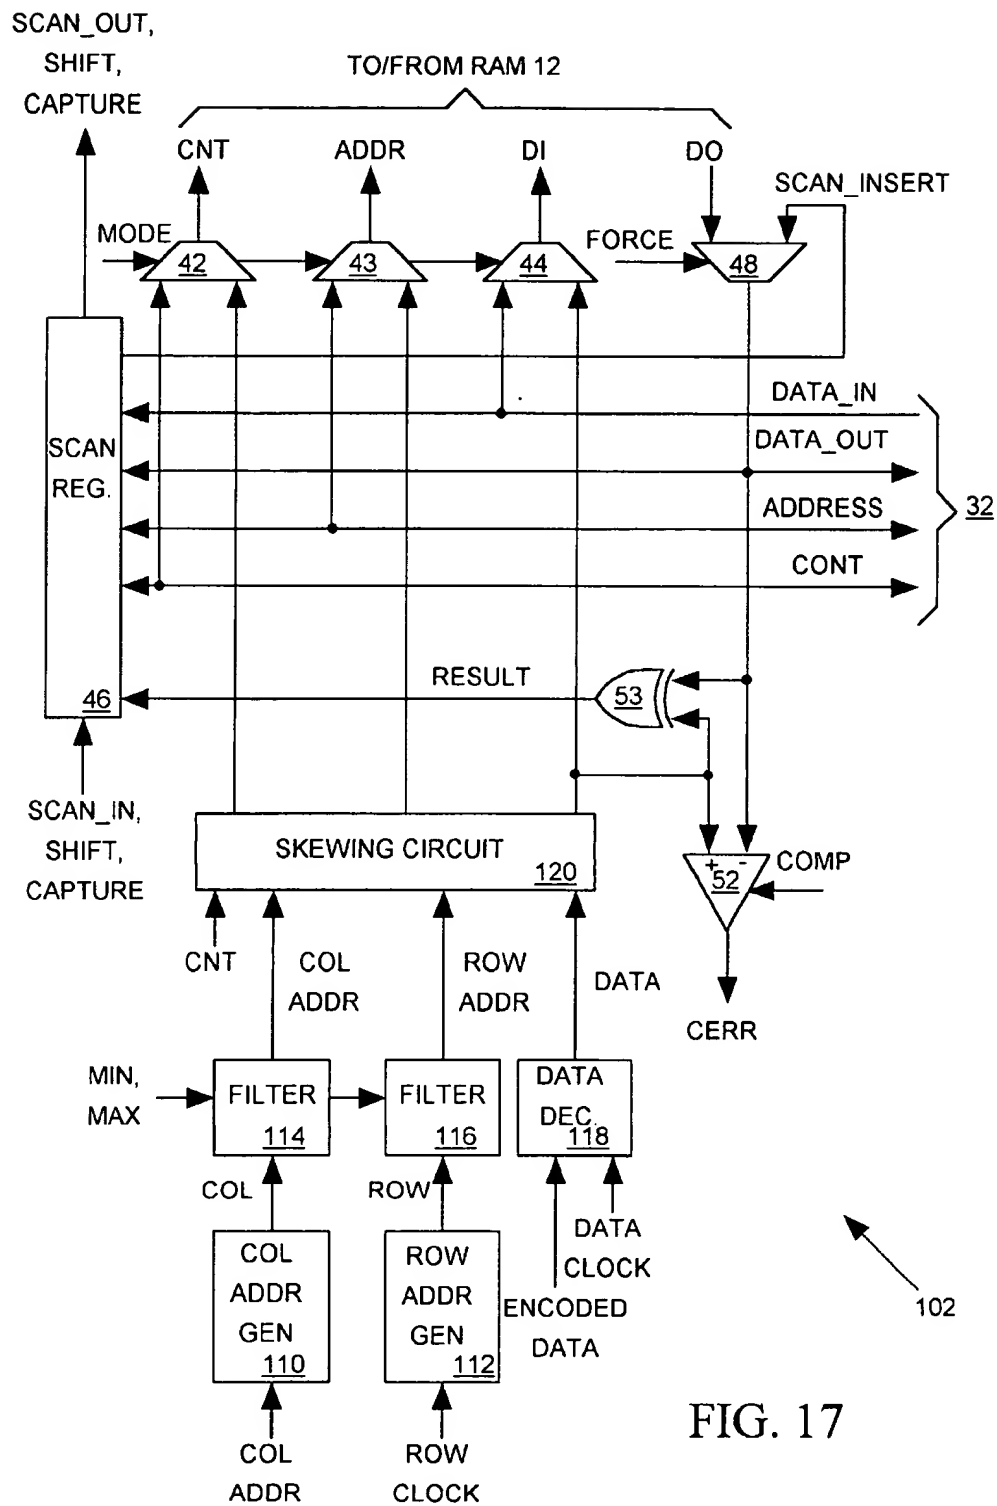 SCAN_OUT,
SHIFT,
CAPTURE
TO/FROM RAM 12
CNT
ADDR
DI
DO
SCAN_INSERT
MODE
FORCE
42
43
44
48
DATA_IN
SCAN
REG.
DATA_OUT
ADDRESS
32
CONT
RESULT
53
46
SCAN_IN,
SHIFT,
CAPTURE
SKEWING CIRCUIT
120
+ -
52
COMP
CNT
COL
ADDR
ROW
ADDR
DATA
CERR
MIN,
MAX
FILTER
114
FILTER
116
DATA
DEC.
118
COL
ROW
DATA
CLOCK
COL
ADDR
GEN
110
ROW
ADDR
GEN
112
ENCODED
DATA
102
COL
ADDR
ROW
CLOCK
FIG. 17